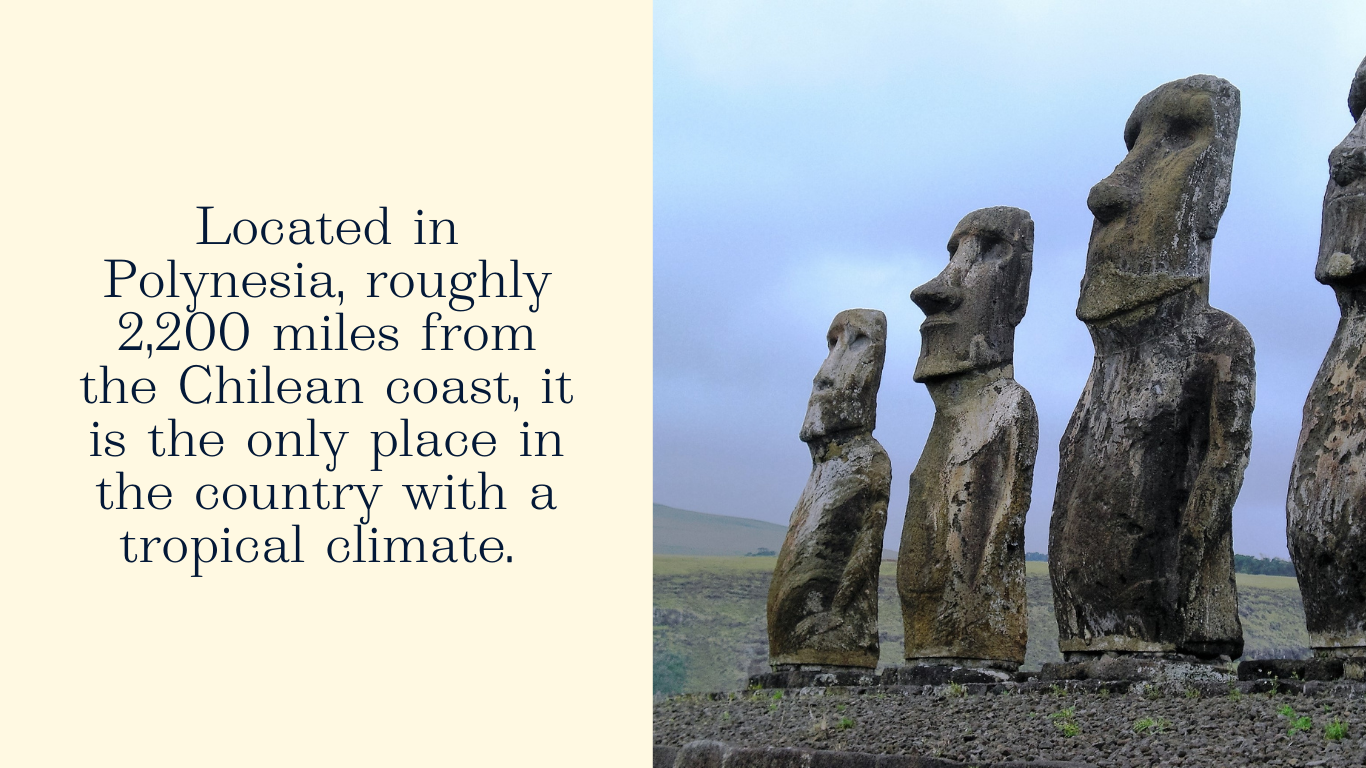 Located in
Polynesia, roughly
2,200 miles from
the Chilean coast, it
is the only place in
the country with a
tropical climate.